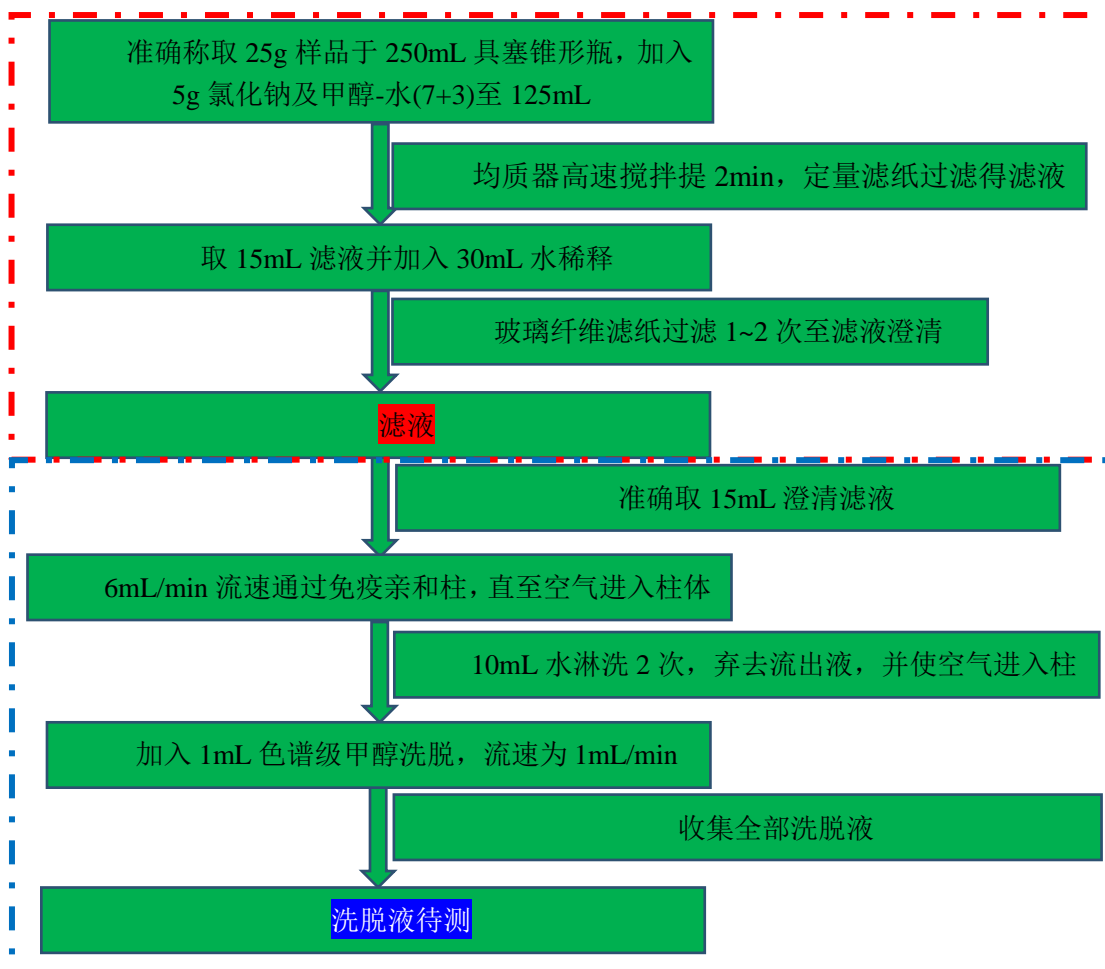 准确称取 25g 样品于 250mL 具塞锥形瓶，加入
5g 氯化钠及甲醇-水(7+3)至 125mL
均质器高速搅拌提 2min，定量滤纸过滤得滤液
取 15mL 滤液并加入 30mL 水稀释
玻璃纤维滤纸过滤 1~2 次至滤液澄清
滤液
准确取 15mL 澄清滤液
6mL/min 流速通过免疫亲和柱，直至空气进入柱体
10mL 水淋洗 2 次，弃去流出液，并使空气进入柱
加入 1mL 色谱级甲醇洗脱，流速为 1mL/min
收集全部洗脱液
洗脱液待测